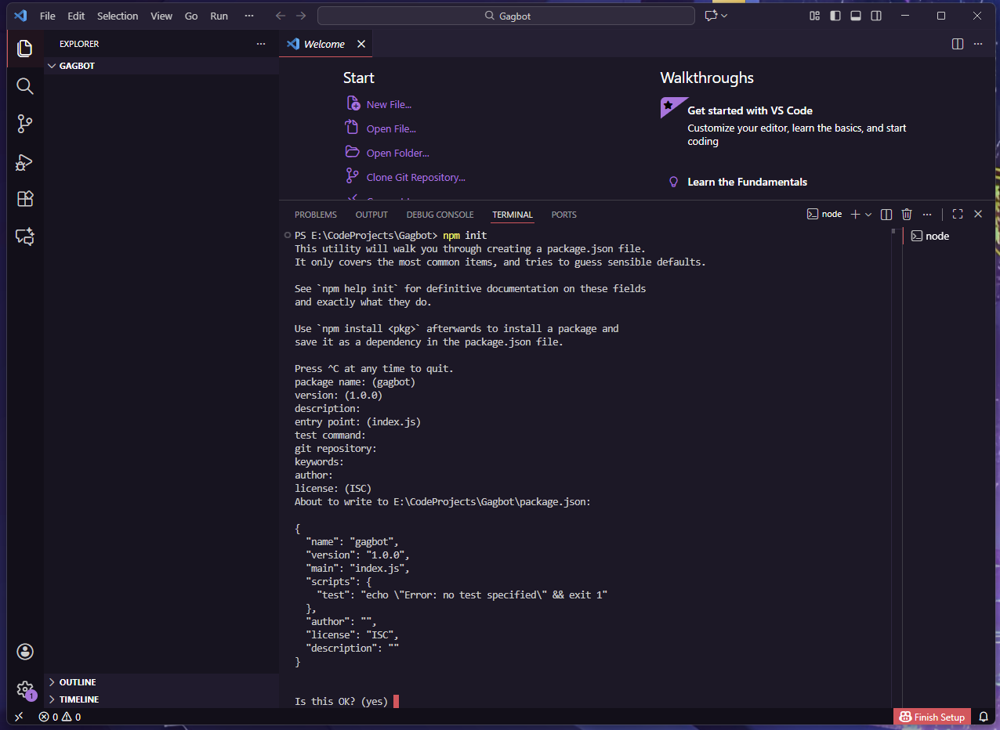 File Edit Selection View Go Run ···
Gagbot
EXPLORER
GAGBOT
OUTLINE
TIMELINE
Welcome
Start
New File...
Open File...
Open Folder...
Clone Git Repository...
Walkthroughs
Get started with VS Code
Customize your editor, learn the basics, and start
coding
Learn the Fundamentals
PROBLEMS OUTPUT DEBUG CONSOLE TERMINAL PORTS
node
node
PS E:\CodeProjects\Gagbot> npm init
This utility will walk you through creating a package.json file.
It only covers the most common items, and tries to guess sensible defaults.
See `npm help init` for definitive documentation on these fields
and exactly what they do.
Use `npm install <pkg>` afterwards to install a package and
save it as a dependency in the package.json file.
Press ^C at any time to quit.
package name: (gagbot)
version: (1.0.0)
description:
entry point: (index.js)
test command:
git repository:
keywords:
author:
license: (ISC)
About to write to E:\CodeProjects\Gagbot\package.json:
{
  "name": "gagbot",
  "version": "1.0.0",
  "main": "index.js",
  "scripts": {
    "test": "echo \"Error: no test specified\" && exit 1"
  },
  "author": "",
  "license": "ISC",
  "description": ""
}
Is this OK? (yes)
1
0 0
Finish Setup